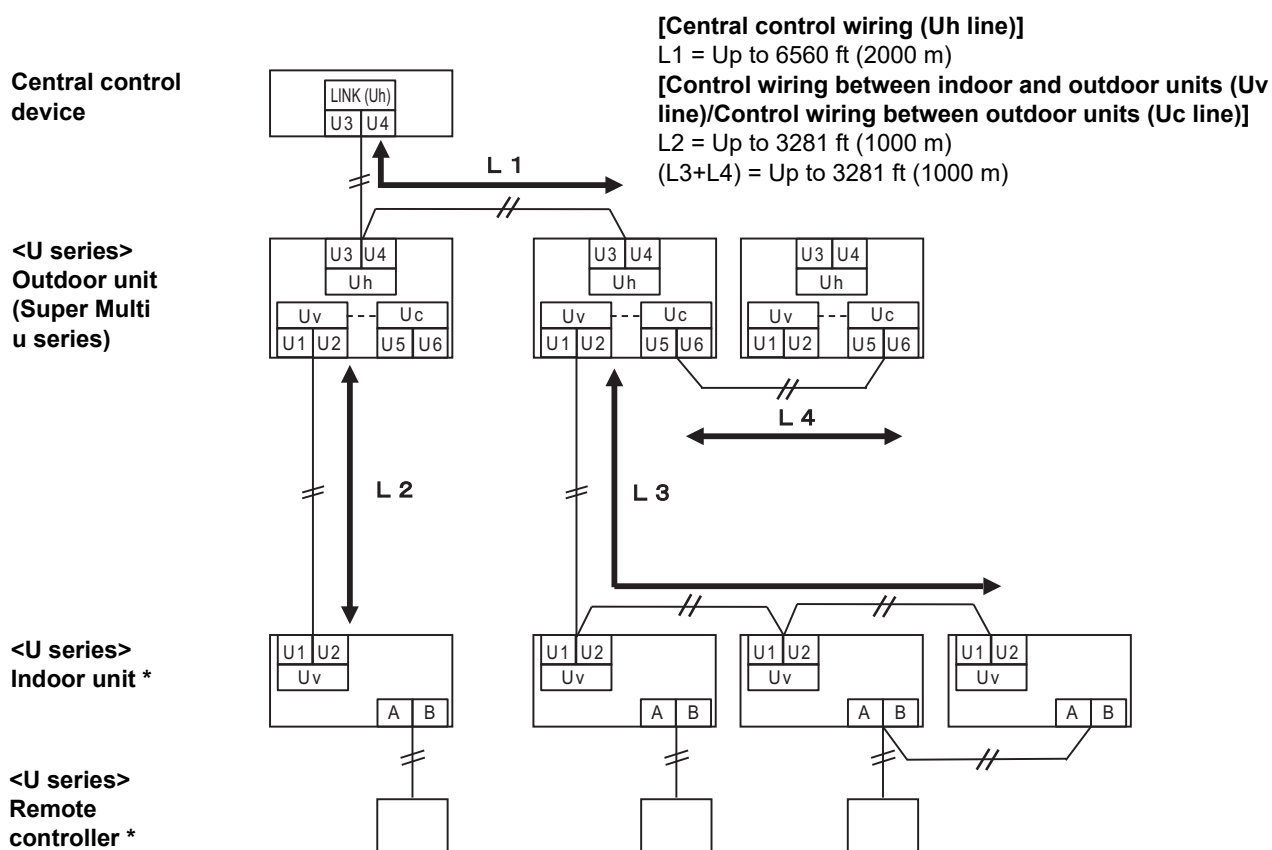 [Central control wiring (Uh line)]
L1 = Up to 6560 ft (2000 m)
[Control wiring between indoor and outdoor units (Uv
line)/Control wiring between outdoor units (Uc line)]
L2 = Up to 3281 ft (1000 m)
(L3+L4) = Up to 3281 ft (1000 m)
Central control
device
LINK (Uh)
U3 U4
L 1
<U series>
Outdoor unit
(Super Multi
u series)
U3 U4
Uh
Uv Uc
U1 U2 U5 U6
U3 U4
Uh
Uv Uc
U1 U2 U5 U6
U3 U4
Uh
Uv Uc
U1 U2 U5 U6
L 4
L 2
L 3
<U series>
Indoor unit *
U1 U2
Uv
A B
U1 U2
Uv
A B
U1 U2
Uv
A B
U1 U2
Uv
A B
<U series>
Remote
controller *